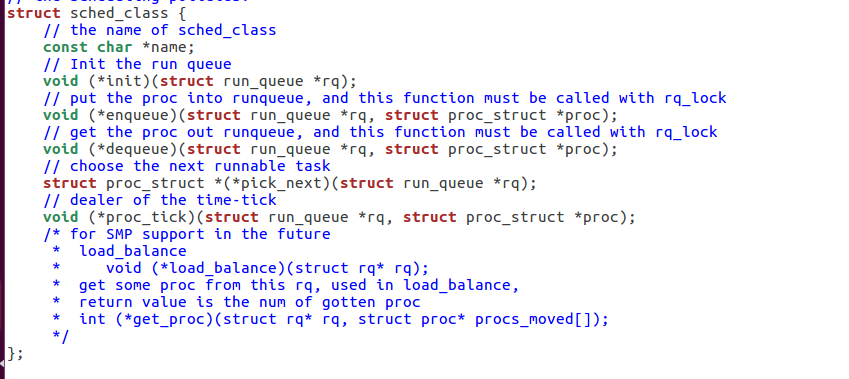 struct sched_class {
    // the name of sched_class
    const char *name;
    // Init the run queue
    void (*init)(struct run_queue *rq);
    // put the proc into runqueue, and this function must be called with rq_lock
    void (*enqueue)(struct run_queue *rq, struct proc_struct *proc);
    // get the proc out runqueue, and this function must be called with rq_lock
    void (*dequeue)(struct run_queue *rq, struct proc_struct *proc);
    // choose the next runnable task
    struct proc_struct *(*pick_next)(struct run_queue *rq);
    // dealer of the time-tick
    void (*proc_tick)(struct run_queue *rq, struct proc_struct *proc);
    /* for SMP support in the future
     *  load_balance
     *     void (*load_balance)(struct rq* rq);
     *  get some proc from this rq, used in load_balance,
     *  return value is the num of gotten proc
     *  int (*get_proc)(struct rq* rq, struct proc* procs_moved[]);
     */
};